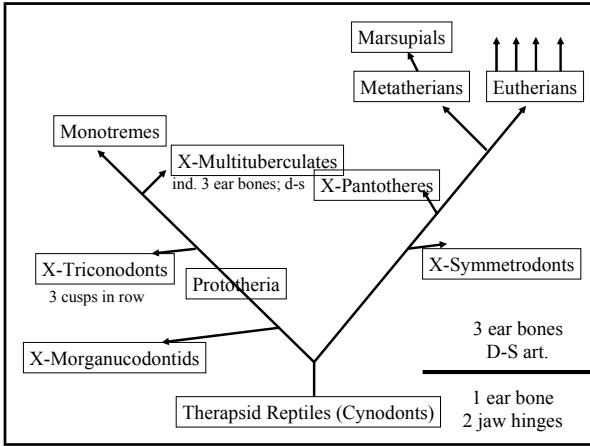 Marsupials
Metatherians
Eutherians
Monotremes
X-Multituberculates
ind. 3 ear bones; d-s
X-Pantotheres
X-Triconodonts
3 cusps in row
Prototheria
X-Symmetrodonts
X-Morganucodontids
3 ear bones
D-S art.
Therapsid Reptiles (Cynodonts)
1 ear bone
2 jaw hinges